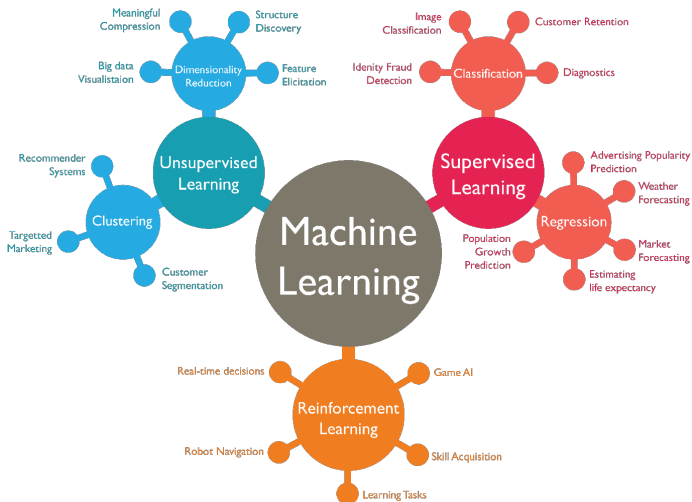 Meaningful
Compression
Structure
Discovery
Big data
Visualistaion
Dimensionality
Reduction
Feature
Elicitation
Unsupervised
Learning
Recommender
Systems
Clustering
Targetted
Marketing
Customer
Segmentation
Machine
Learning
Image
Classification
Customer Retention
Idenity Fraud
Detection
Classification
Diagnostics
Supervised
Learning
Advertising Popularity
Prediction
Weather
Forecasting
Regression
Population
Growth
Prediction
Market
Forecasting
Estimating
life expectancy
Real-time decisions
Game AI
Reinforcement
Learning
Robot Navigation
Skill Acquisition
Learning Tasks